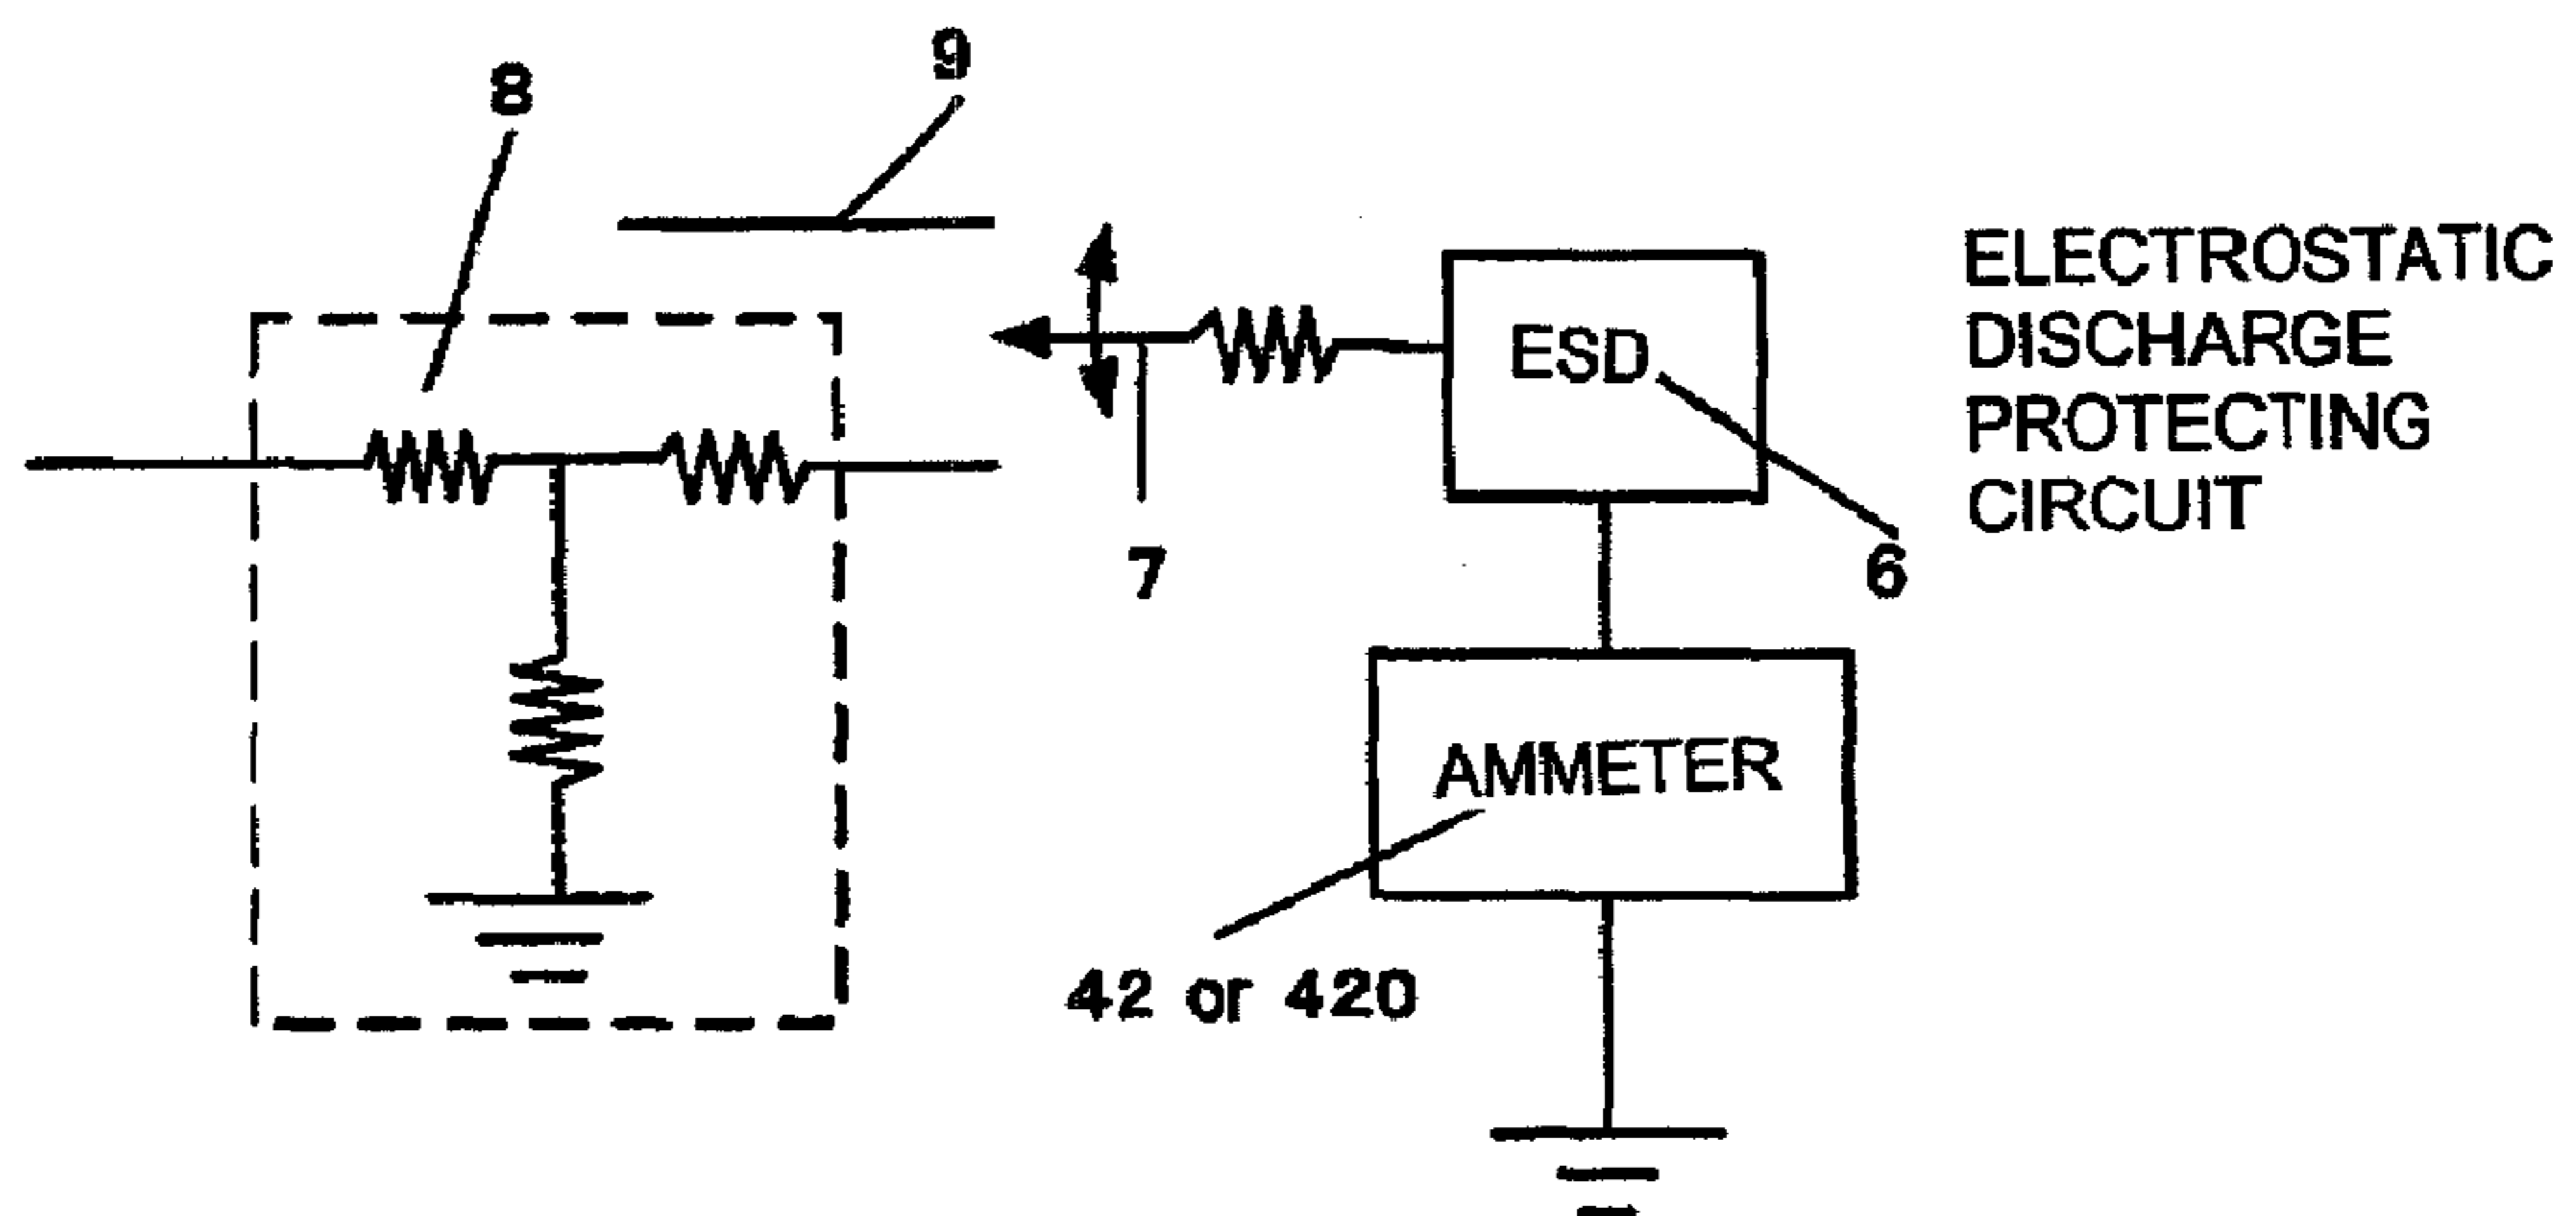 8
9
7
ESD
6
ELECTROSTATIC
DISCHARGE
PROTECTING
CIRCUIT
AMMETER
42 or 420